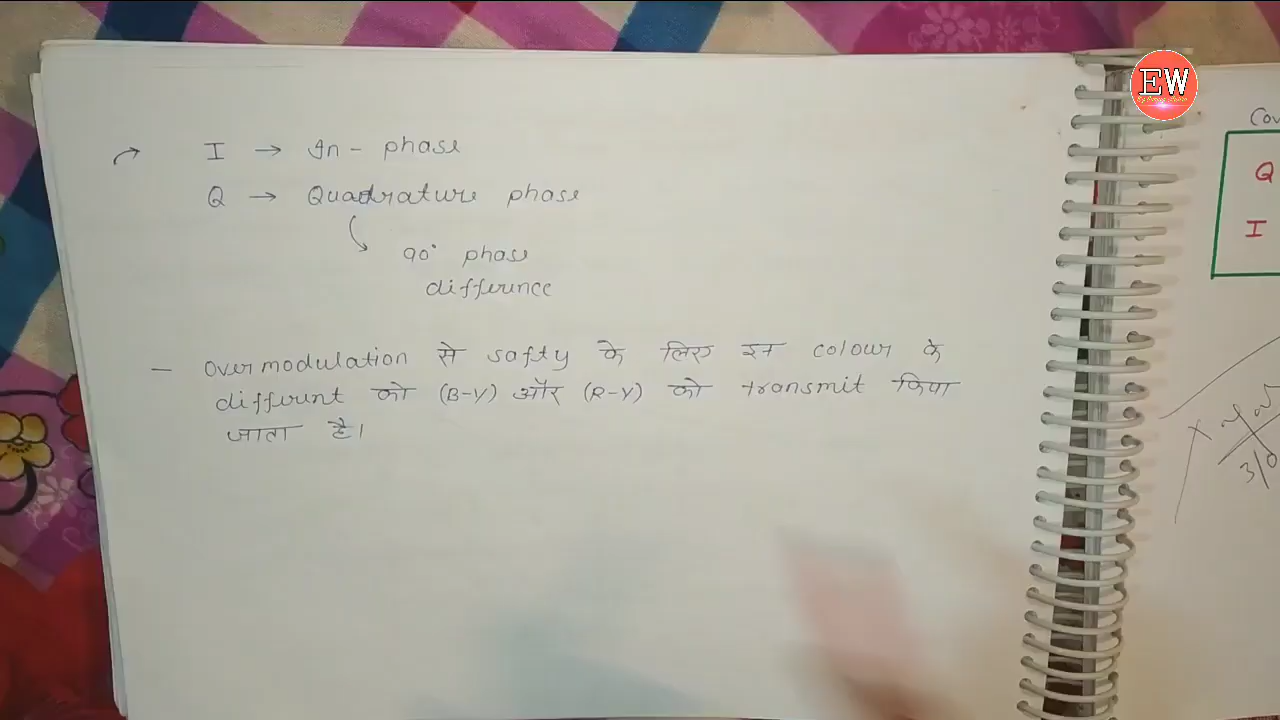 I → In-phase
Q → Quadrature phase
90° phase
difference
– Overmodulation से safty के लिए इन colour के
different को (B-Y) और (R-Y) को transmit किया
जाता है।
EW
Q
I